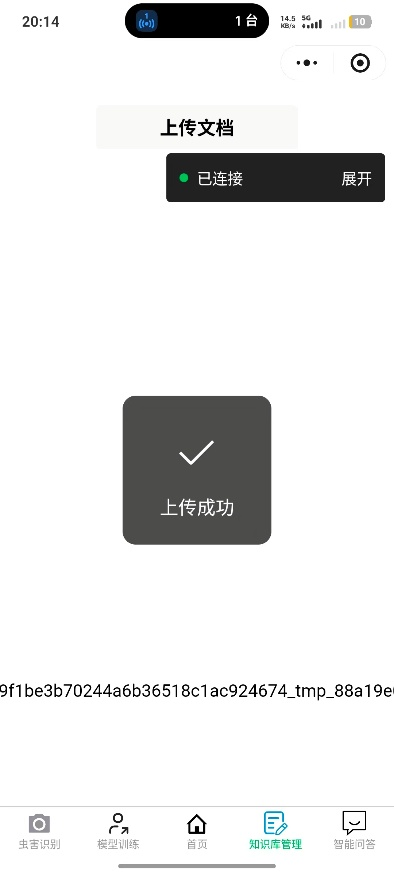 20:14
1
1 台
14.5
KB/s
5G
10
上传文档
已连接
展开
上传成功
9f1be3b70244a6b36518c1ac924674_tmp_88a19e
虫害识别
模型训练
首页
知识库管理
智能问答